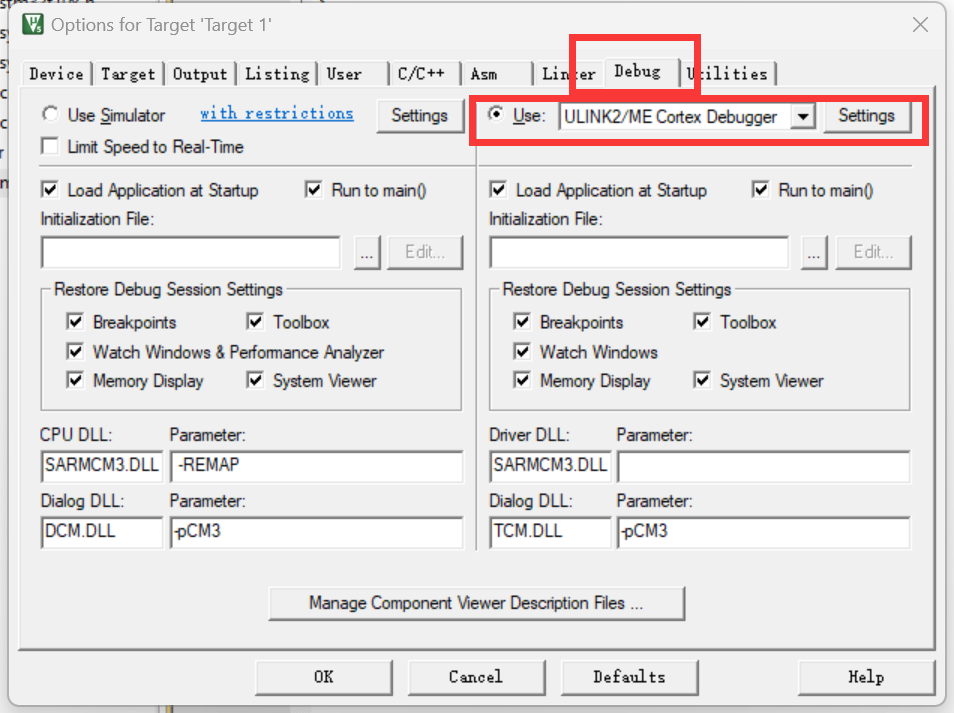 Options for Target 'Target 1'
Device Target Output Listing User C/C++ Asm Linker Debug Utilities
Use Simulator with restrictions Settings Use: ULINK2/ME Cortex Debugger Settings
Limit Speed to Real-Time
Load Application at Startup Run to main() Load Application at Startup Run to main()
Initialization File: Initialization File:
... Edit... ... Edit...
Restore Debug Session Settings Restore Debug Session Settings
Breakpoints Toolbox Breakpoints Toolbox
Watch Windows & Performance Analyzer Watch Windows
Memory Display System Viewer Memory Display System Viewer
CPU DLL: Parameter: Driver DLL: Parameter:
SARMCM3.DLL -REMAP SARMCM3.DLL
Dialog DLL: Parameter: Dialog DLL: Parameter:
DCM.DLL -pCM3 TCM.DLL -pCM3
Manage Component Viewer Description Files ...
OK Cancel Defaults Help